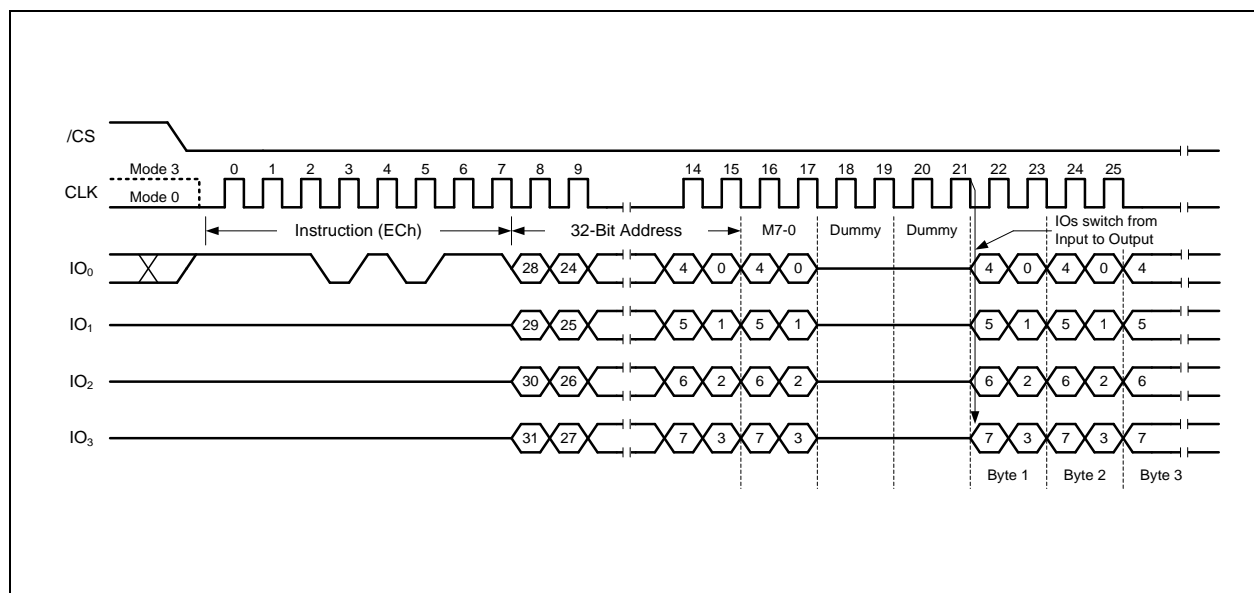 /CS
Mode 3 0 1 2 3 4 5 6 7 8 9 14 15 16 17 18 19 20 21 22 23 24 25
CLK Mode 0
Instruction (ECh) 32-Bit Address M7-0 Dummy Dummy IOs switch from
Input to Output
IO₀ 28 24 4 0 4 0 4 0 4 0 4
IO₁ 29 25 5 1 5 1 5 1 5 1 5
IO₂ 30 26 6 2 6 2 6 2 6 2 6
IO₃ 31 27 7 3 7 3 7 3 7 3 7
Byte 1 Byte 2 Byte 3